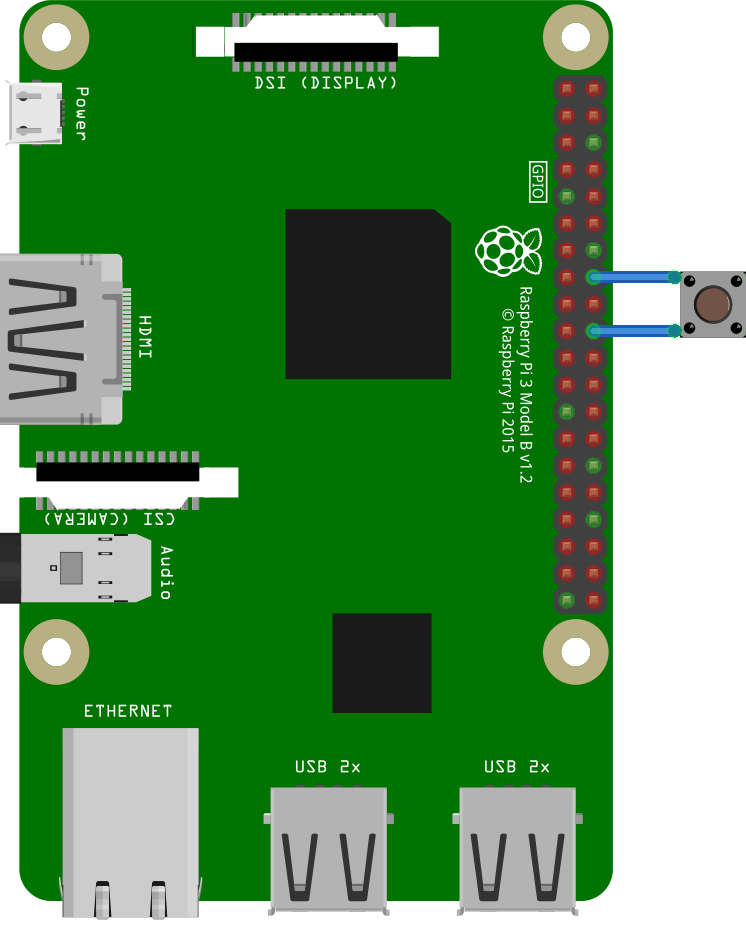 DSI (DISPLAY)
Power
GPIO
HDMI
Raspberry Pi 3 Model B v1.2
© Raspberry Pi 2015
CSI (CAMERA)
Audio
ETHERNET
USB 2x
USB 2x